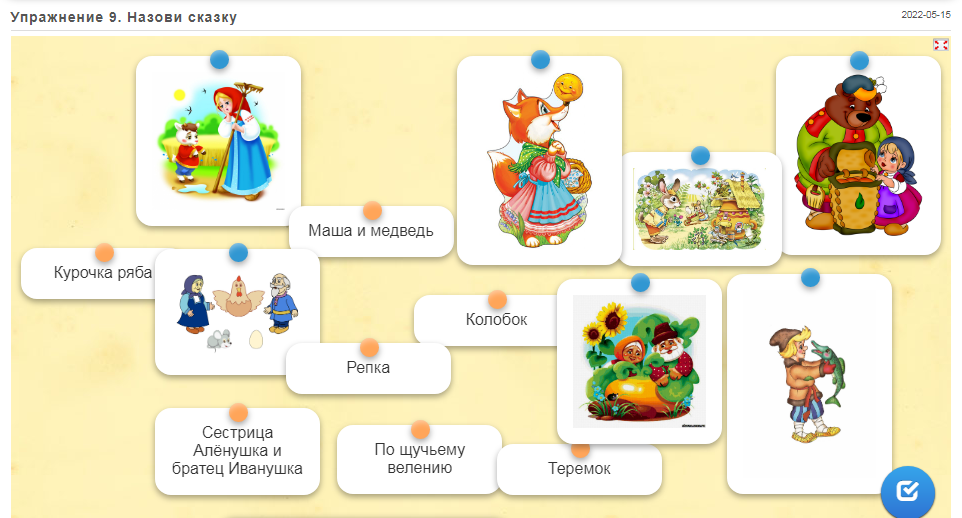 Упражнение 9. Назови сказку
2022-05-15
Маша и медведь
Курочка ряба
Колобок
Репка
Сестрица
Алёнушка и
братец Иванушка
По щучьему
велению
Теремок